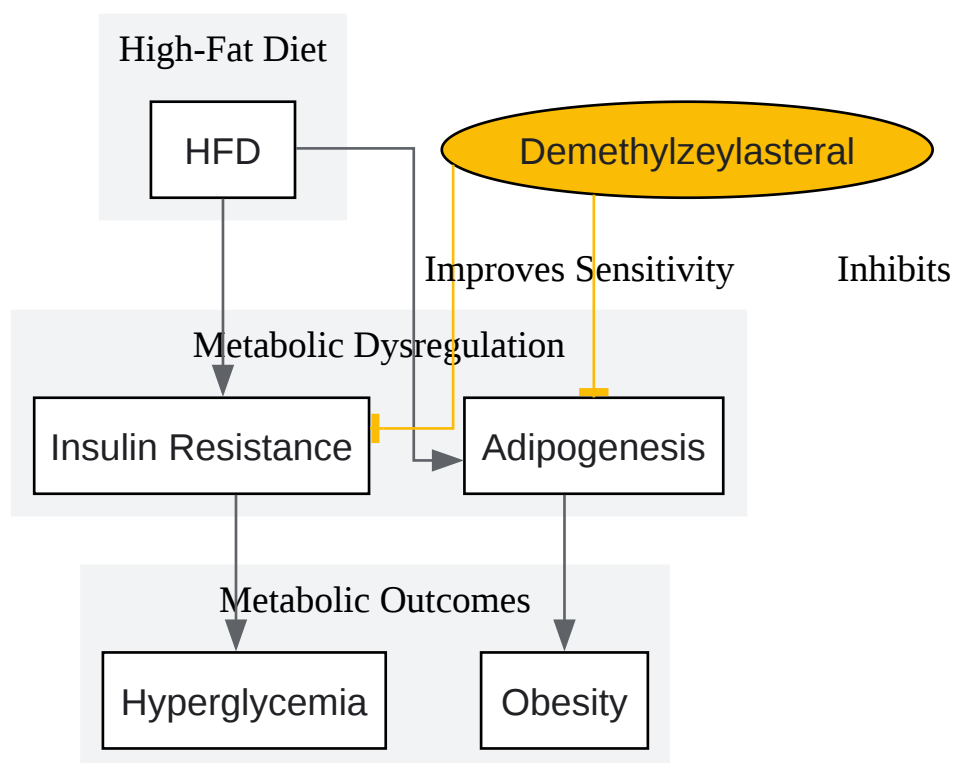 High-Fat Diet
HFD
Demethylzeylasteral
Improves Sensitivity
Inhibits
Metabolic Dysregulation
Insulin Resistance
Adipogenesis
Metabolic Outcomes
Hyperglycemia
Obesity